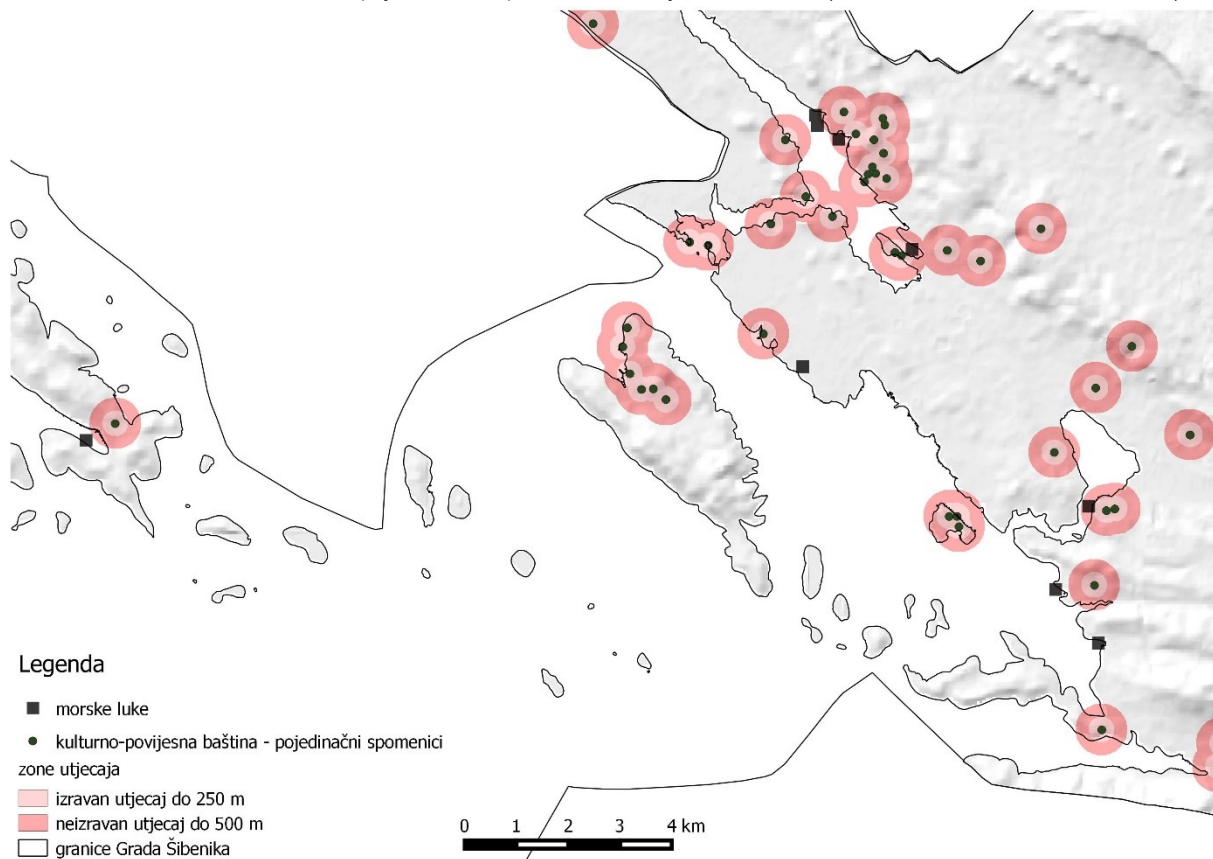 Legenda
morske luke
kulturno-povijesna baština - pojedinačni spomenici
zone utjecaja
izravan utjecaj do 250 m
neizravan utjecaj do 500 m
granice Grada Šibenika
0 1 2 3 4 km